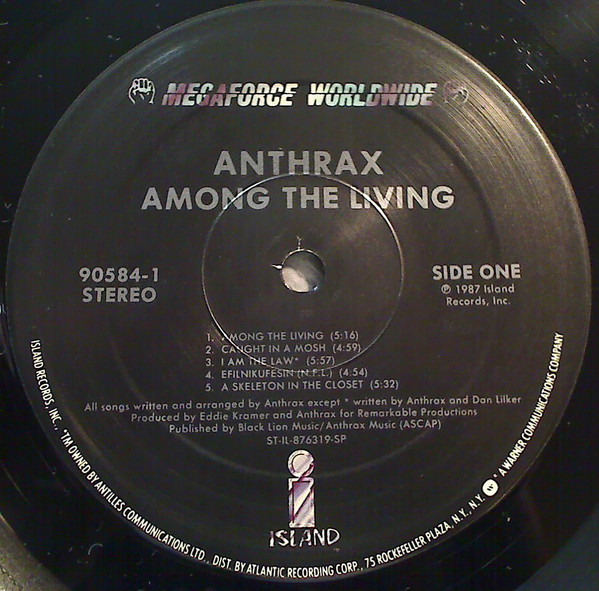 MEGAFORCE WORLDWIDE
ANTHRAX
AMONG THE LIVING
90584-1
STEREO
SIDE ONE
℗ 1987 Island
Records, Inc.
1. AMONG THE LIVING (5:16)
2. CAUGHT IN A MOSH (4:59)
3. I AM THE LAW* (5:57)
4. EFILNIKUFESIN (N.F.L.) (4:54)
5. A SKELETON IN THE CLOSET (5:32)
All songs written and arranged by Anthrax except * written by Anthrax and Dan Lilker
Produced by Eddie Kramer and Anthrax for Remarkable Productions
Published by Black Lion Music/Anthrax Music (ASCAP)
ST-IL-876319-SP
i
ISLAND
ISLAND RECORDS, INC. *TM OWNED BY ANTILLES COMMUNICATIONS LTD., DIST. BY ATLANTIC RECORDING CORP., 75 ROCKEFELLER PLAZA, N.Y., N.Y. W * A WARNER COMMUNICATIONS COMPANY